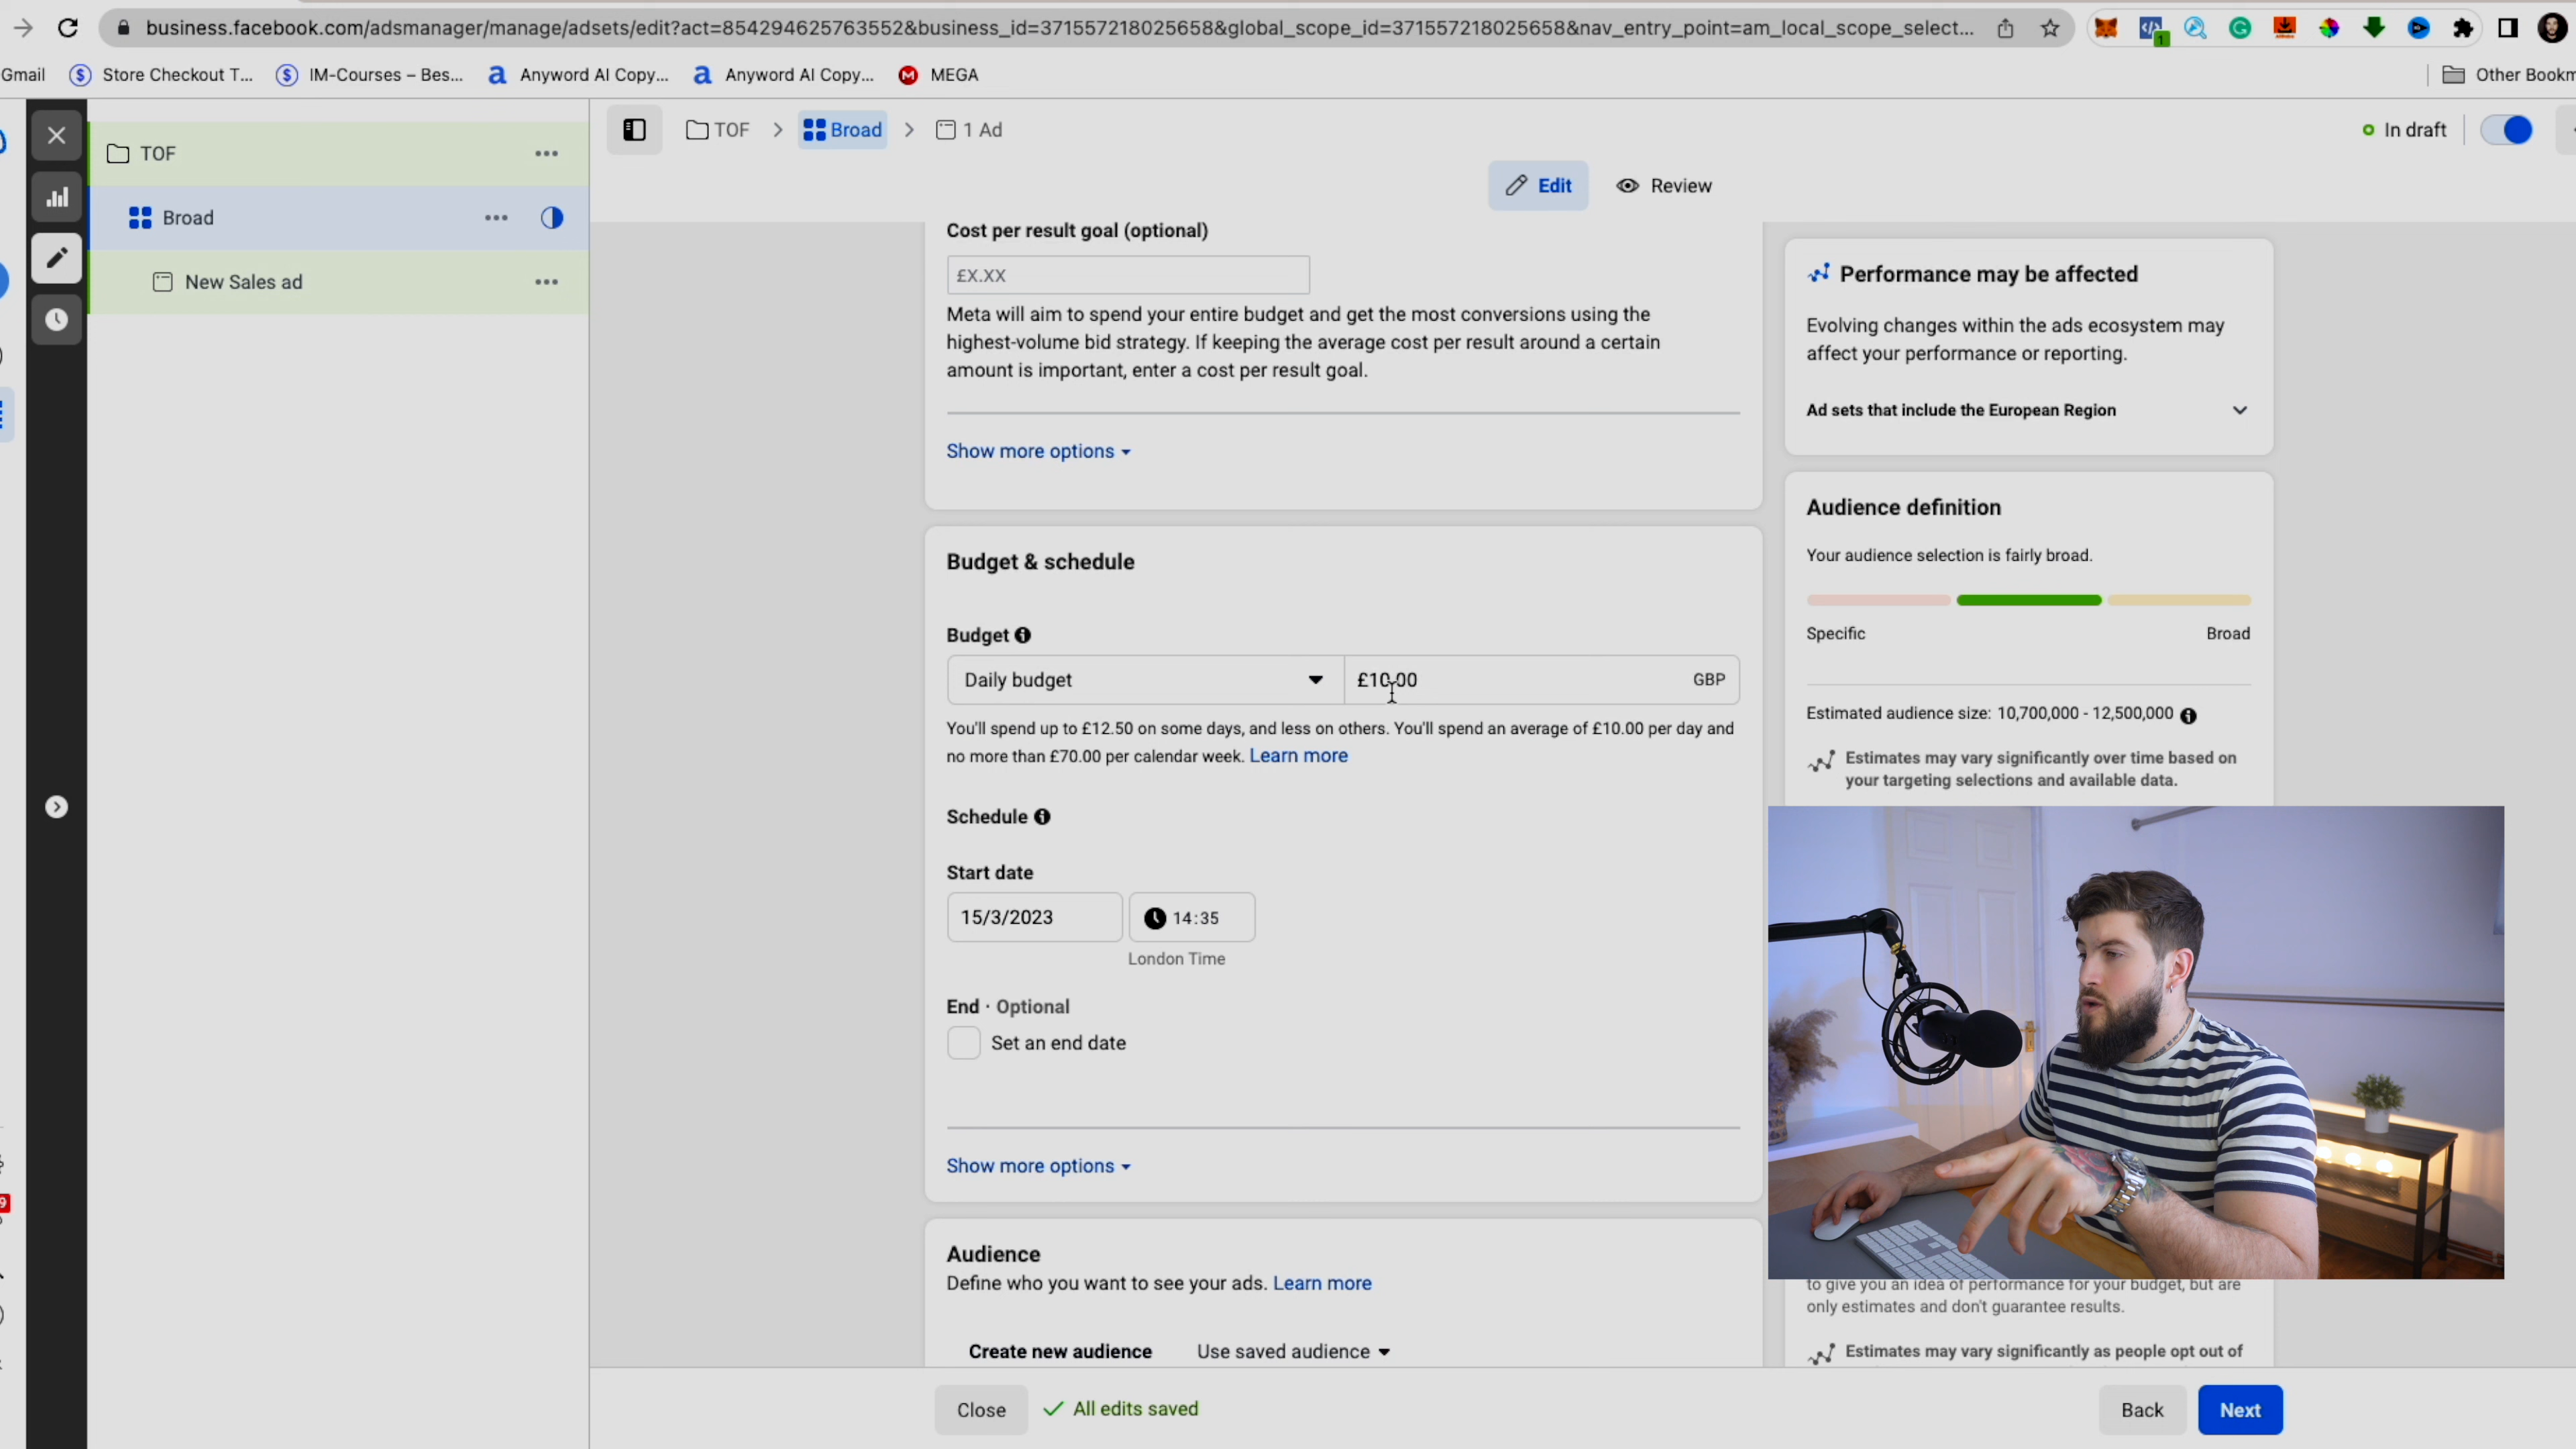 business.facebook.com/adsmanager/manage/adsets/edit?act=854294625763552&business_id=371557218025658&global_scope_id=371557218025658&nav_entry_point=am_local_scope_select...
1
Gmail
Store Checkout T...
IM-Courses – Bes...
Anyword AI Copy...
Anyword AI Copy...
MEGA
Other Bookm
TOF
Broad
New Sales ad
TOF
Broad
1 Ad
In draft
Edit
Review
Cost per result goal (optional)
£X.XX
Meta will aim to spend your entire budget and get the most conversions using the
highest-volume bid strategy. If keeping the average cost per result around a certain
amount is important, enter a cost per result goal.
Show more options
Budget & schedule
Budget
Daily budget
£10.00
GBP
You'll spend up to £12.50 on some days, and less on others. You'll spend an average of £10.00 per day and
no more than £70.00 per calendar week. Learn more
Schedule
Start date
15/3/2023
14:35
London Time
End · Optional
Set an end date
Show more options
Audience
Define who you want to see your ads. Learn more
Create new audience
Use saved audience
Performance may be affected
Evolving changes within the ads ecosystem may
affect your performance or reporting.
Ad sets that include the European Region
Audience definition
Your audience selection is fairly broad.
Specific
Broad
Estimated audience size: 10,700,000 - 12,500,000
Estimates may vary significantly over time based on
your targeting selections and available data.
to give you an idea of performance for your budget, but are
only estimates and don't guarantee results.
Estimates may vary significantly as people opt out of
Close
All edits saved
Back
Next